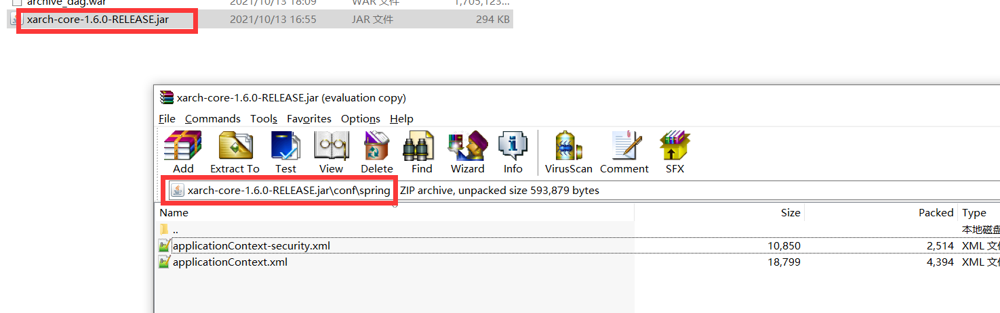 archive_dag.war 2021/10/13 18:09 WAR 文件 1,705,123...
xarch-core-1.6.0-RELEASE.jar 2021/10/13 16:55 JAR 文件 294 KB
xarch-core-1.6.0-RELEASE.jar (evaluation copy)
File Commands Tools Favorites Options Help
Add Extract To Test View Delete Find Wizard Info VirusScan Comment SFX
xarch-core-1.6.0-RELEASE.jar\conf\spring ZIP archive, unpacked size 593,879 bytes
Name Size Packed Type
.. 本地磁盘
applicationContext-security.xml 10,850 2,514 XML 文件
applicationContext.xml 18,799 4,394 XML 文件